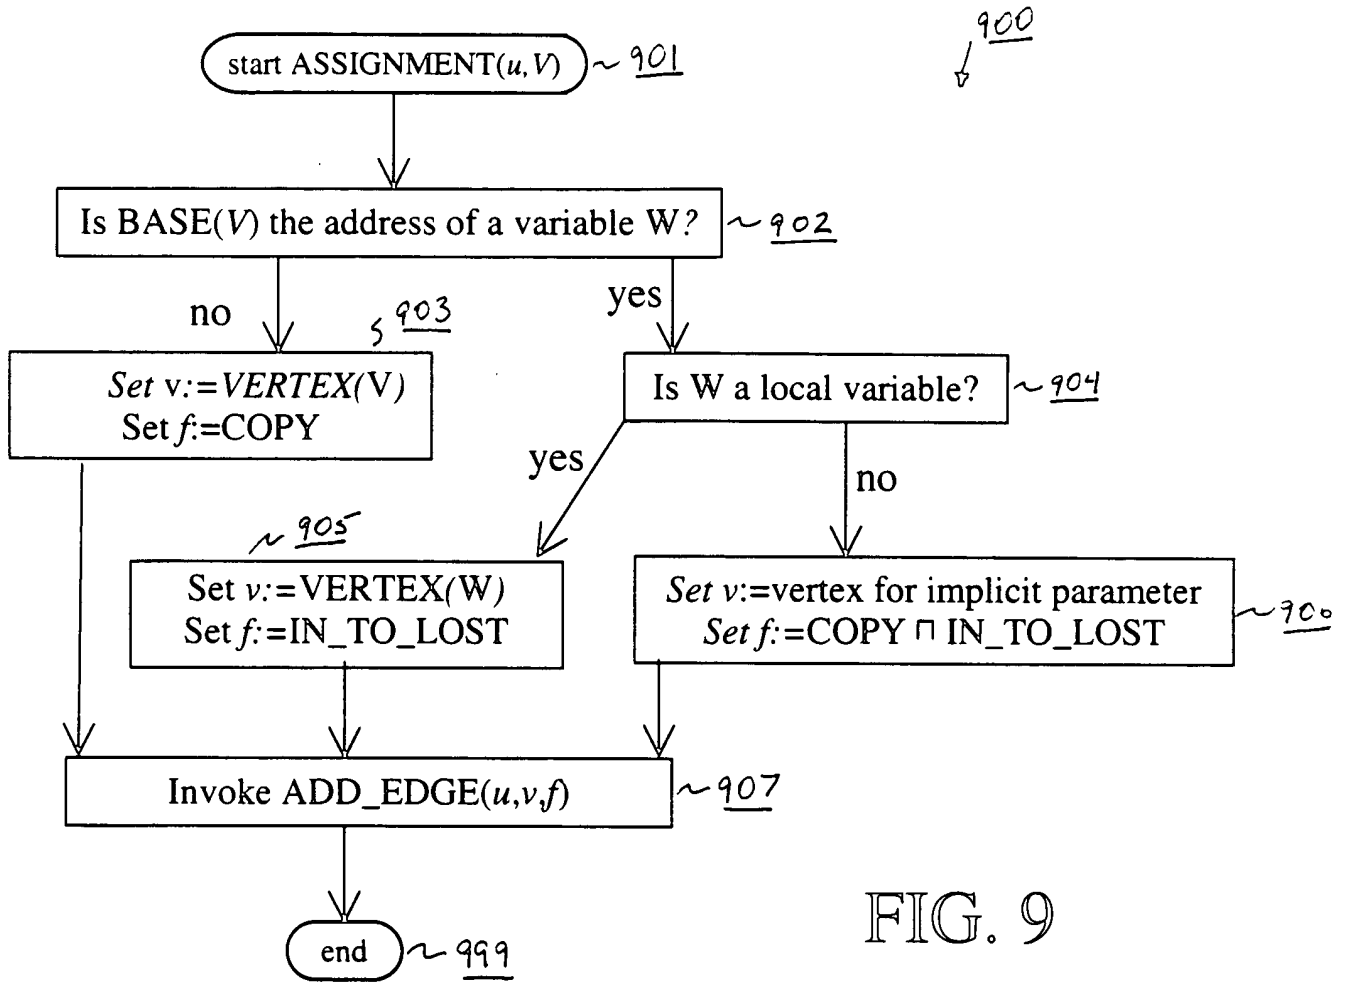 900
start ASSIGNMENT(u,V) 901
Is BASE(V) the address of a variable W? 902
no
yes
903
Set v:=VERTEX(V)
Set f:=COPY
Is W a local variable? 904
yes
no
905
Set v:=VERTEX(W)
Set f:=IN_TO_LOST
Set v:=vertex for implicit parameter
Set f:=COPY ⊓ IN_TO_LOST
906
Invoke ADD_EDGE(u,v,f) 907
end 999
FIG. 9